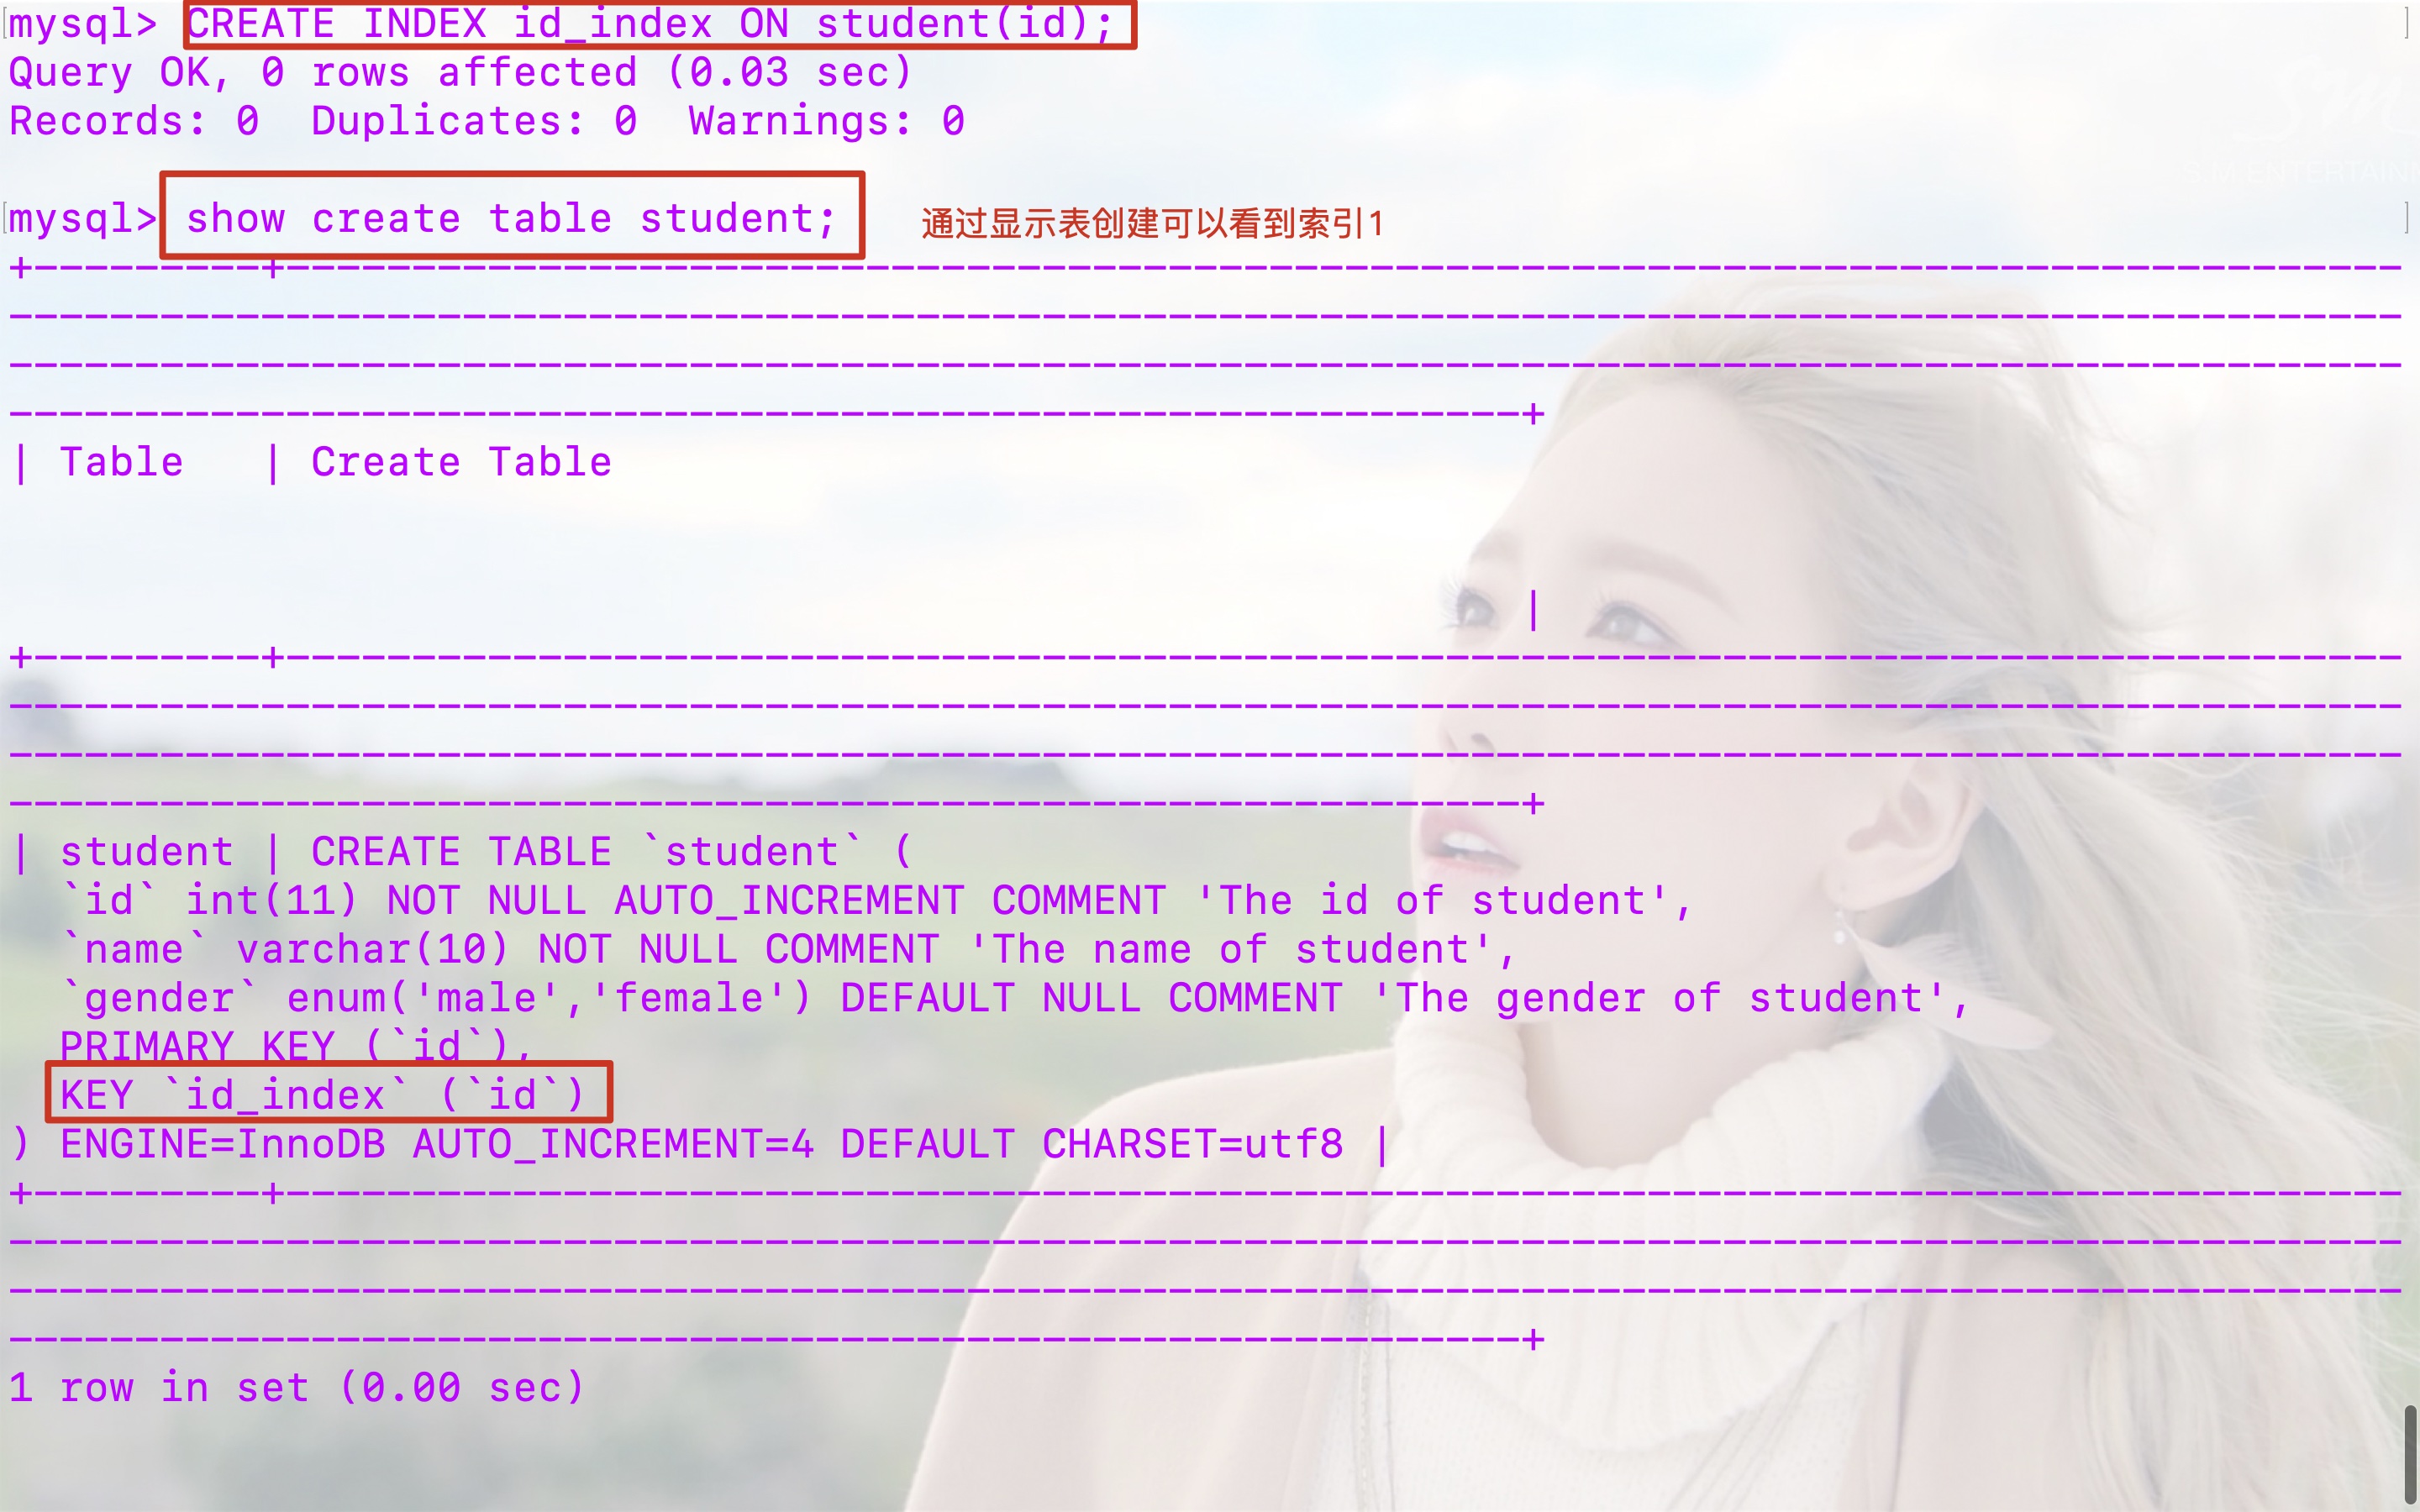 mysql> CREATE INDEX id_index ON student(id);
Query OK, 0 rows affected (0.03 sec)
Records: 0  Duplicates: 0  Warnings: 0
mysql> show create table student; 通过显示表创建可以看到索引1
| Table   | Create Table
|
| student | CREATE TABLE `student` (
  `id` int(11) NOT NULL AUTO_INCREMENT COMMENT 'The id of student',
  `name` varchar(10) NOT NULL COMMENT 'The name of student',
  `gender` enum('male','female') DEFAULT NULL COMMENT 'The gender of student',
  PRIMARY KEY (`id`),
  KEY `id_index` (`id`)
) ENGINE=InnoDB AUTO_INCREMENT=4 DEFAULT CHARSET=utf8 |
1 row in set (0.00 sec)